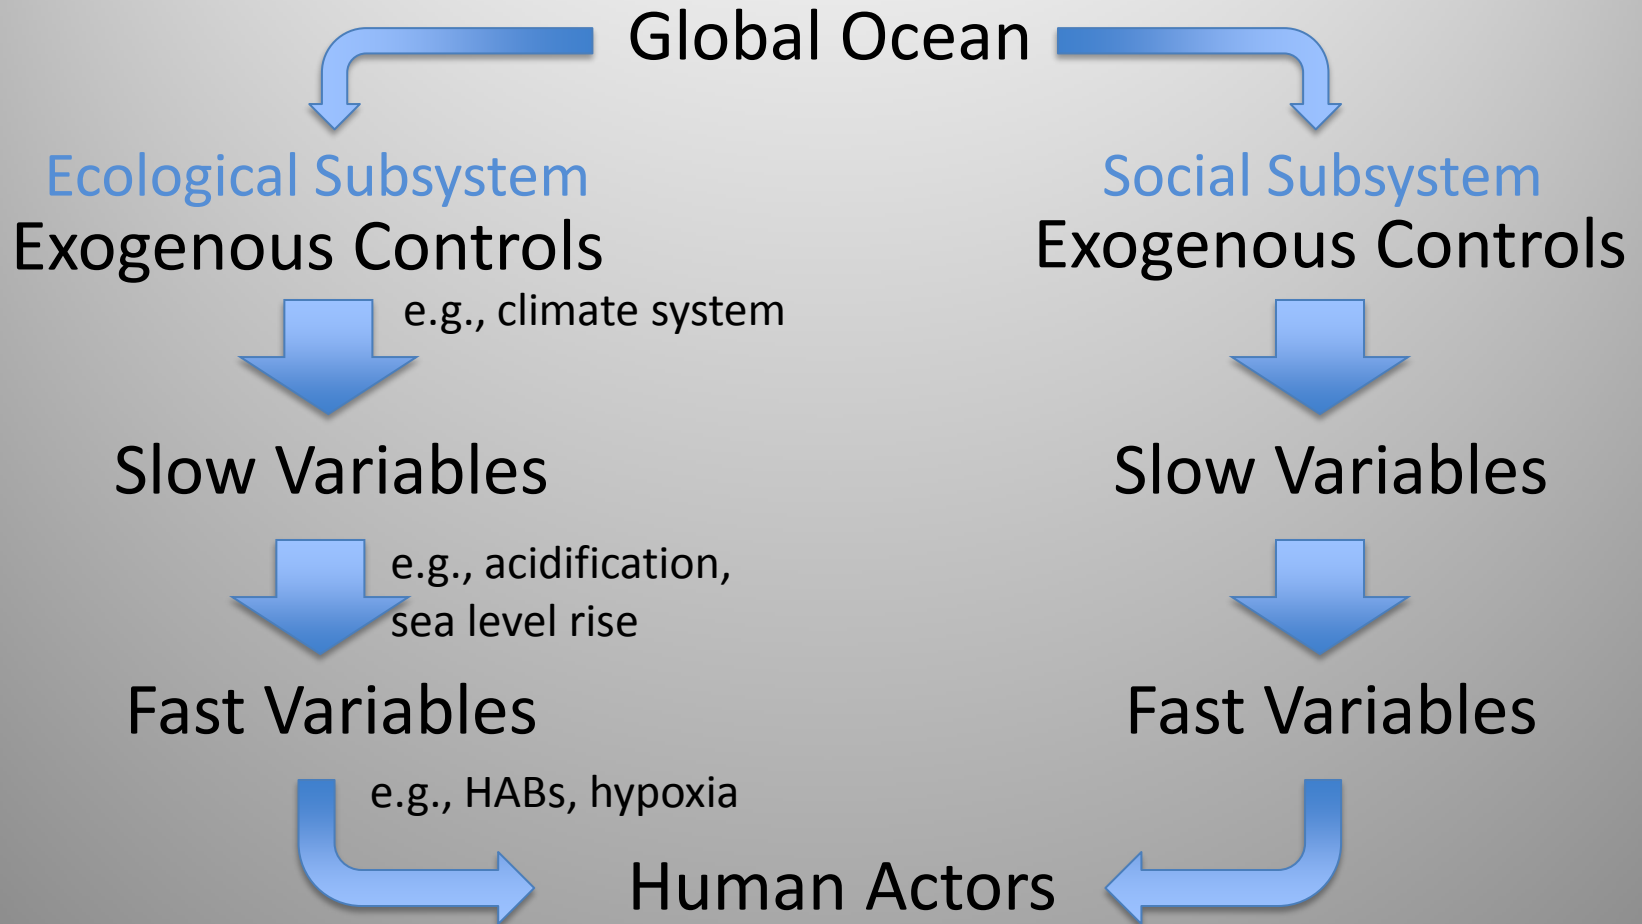 Global Ocean
Ecological Subsystem
Exogenous Controls
e.g., climate system
Slow Variables
e.g., acidification,
sea level rise
Fast Variables
e.g., HABs, hypoxia
Social Subsystem
Exogenous Controls
Slow Variables
Fast Variables
Human Actors